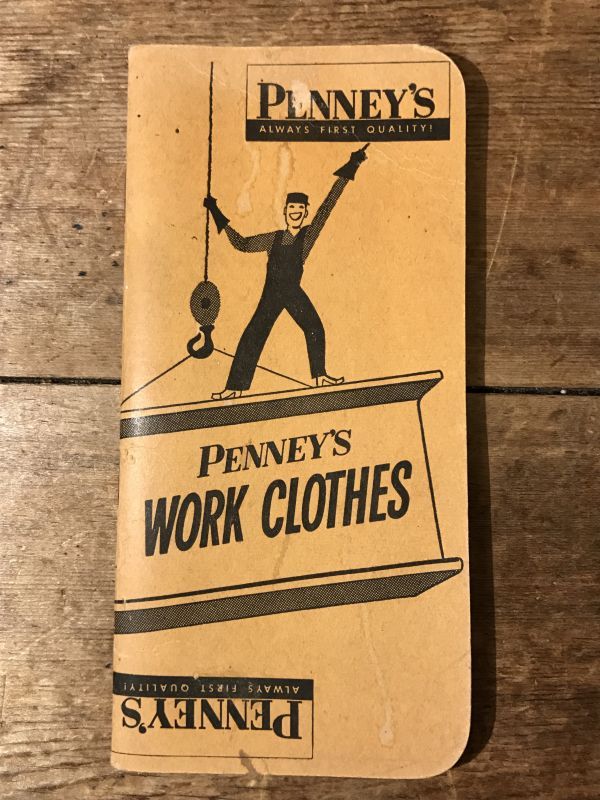 PENNEY'S
ALWAYS FIRST QUALITY!
PENNEY'S
WORK CLOTHES
PENNEY'S
ALWAYS FIRST QUALITY!